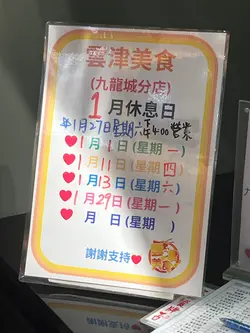 雲津美食
(九龍城分店)
1月休息日
年1月27日星期六下午4:00營業
❤1月1日(星期一)
❤1月11日(星期四)
❤1月13日(星期六)
❤1月29日(星期一)
❤ 月 日(星期 )
謝謝支持❤